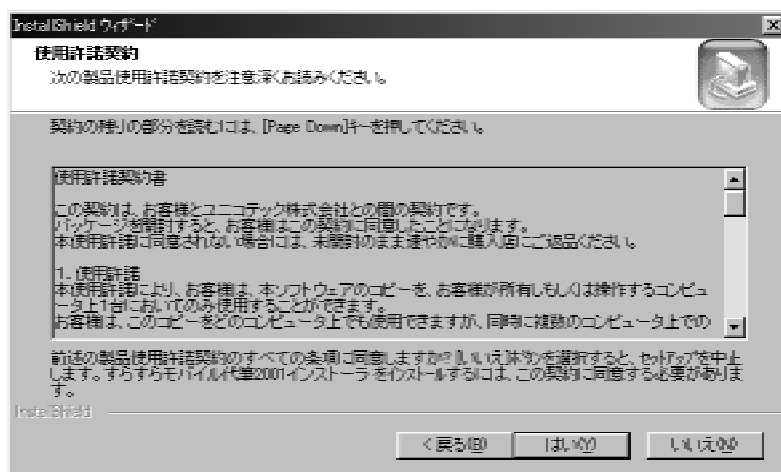 InstallShield ウィザード
使用許諾契約
次の製品使用許諾契約を注意深くお読みください。
契約の残りの部分を読むには、[Page Down]キーを押してください。
使用許諾契約書
この契約は、お客様とユニコテック株式会社との間の契約です。
パッケージを開封すると、お客様はこの契約に同意したことになります。
本使用許諾に同意されない場合には、未開封のまま速やかに購入店にご返品ください。
1. 使用許諾
本使用許諾により、お客様は、本ソフトウェアのコピーを、お客様が所有しもしくは操作するコンピュ
ータ上1台においてのみ使用することができます。
お客様は、このコピーをどのコンピュータ上でも使用できますが、同時に複数のコンピュータ上での
前述の製品使用許諾契約のすべての条項に同意しますか? [いいえ]ボタンを選択すると、セットアップを中止
します。すらすらモバイル代筆2001インストーラ をインストールするには、この契約に同意する必要がありま
す。
InstallShield
< 戻る(B)
はい(Y)
いいえ(N)